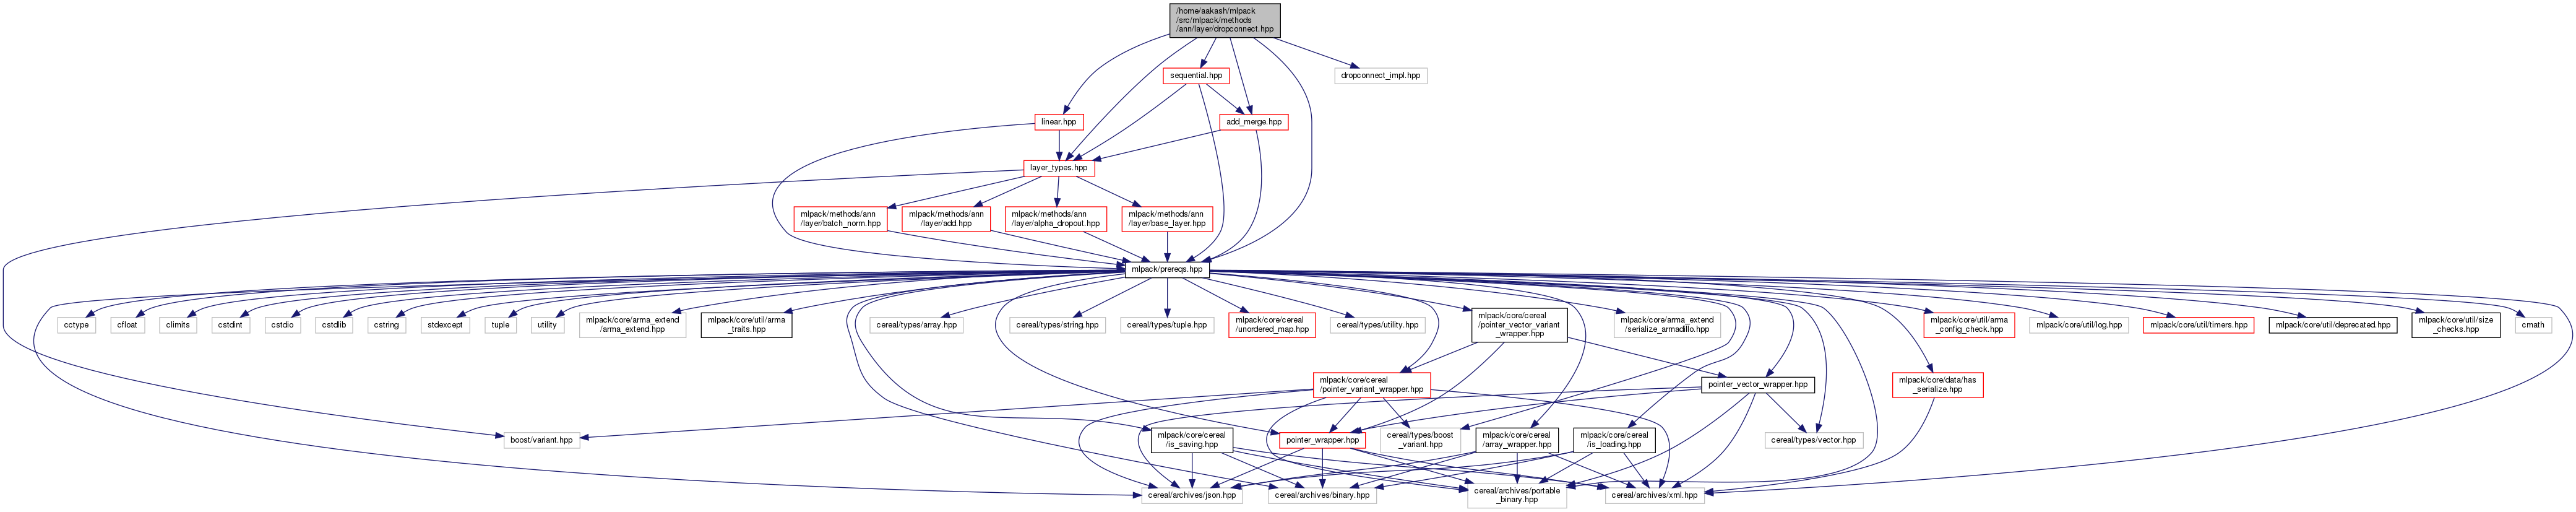 /home/aakash/mlpack
/src/mlpack/methods
/ann/layer/dropconnect.hpp
sequential.hpp
dropconnect_impl.hpp
linear.hpp
add_merge.hpp
layer_types.hpp
mlpack/methods/ann
/layer/batch_norm.hpp
mlpack/methods/ann
/layer/add.hpp
mlpack/methods/ann
/layer/alpha_dropout.hpp
mlpack/methods/ann
/layer/base_layer.hpp
mlpack/prereqs.hpp
cctype
cfloat
climits
cstdint
cstdio
cstdlib
cstring
stdexcept
tuple
utility
mlpack/core/arma_extend
/arma_extend.hpp
mlpack/core/util/arma
_traits.hpp
cereal/types/array.hpp
cereal/types/string.hpp
cereal/types/tuple.hpp
mlpack/core/cereal
/unordered_map.hpp
cereal/types/utility.hpp
mlpack/core/cereal
/pointer_vector_variant
_wrapper.hpp
mlpack/core/arma_extend
/serialize_armadillo.hpp
mlpack/core/util/arma
_config_check.hpp
mlpack/core/util/log.hpp
mlpack/core/util/timers.hpp
mlpack/core/util/deprecated.hpp
mlpack/core/util/size
_checks.hpp
cmath
mlpack/core/cereal
/pointer_variant_wrapper.hpp
pointer_vector_wrapper.hpp
mlpack/core/data/has
_serialize.hpp
boost/variant.hpp
mlpack/core/cereal
/is_saving.hpp
pointer_wrapper.hpp
cereal/types/boost
_variant.hpp
mlpack/core/cereal
/array_wrapper.hpp
mlpack/core/cereal
/is_loading.hpp
cereal/types/vector.hpp
cereal/archives/json.hpp
cereal/archives/binary.hpp
cereal/archives/portable
_binary.hpp
cereal/archives/xml.hpp